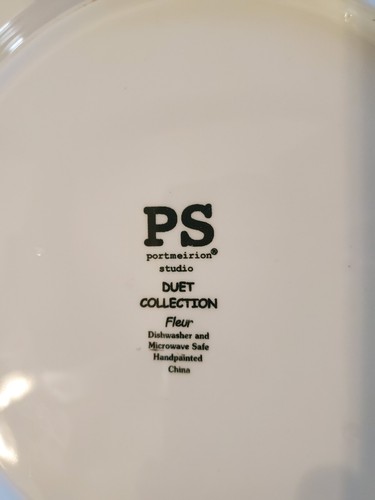 PS
portmeirion®
studio
DUET
COLLECTION
Fleur
Dishwasher and
Microwave Safe
Handpainted
China